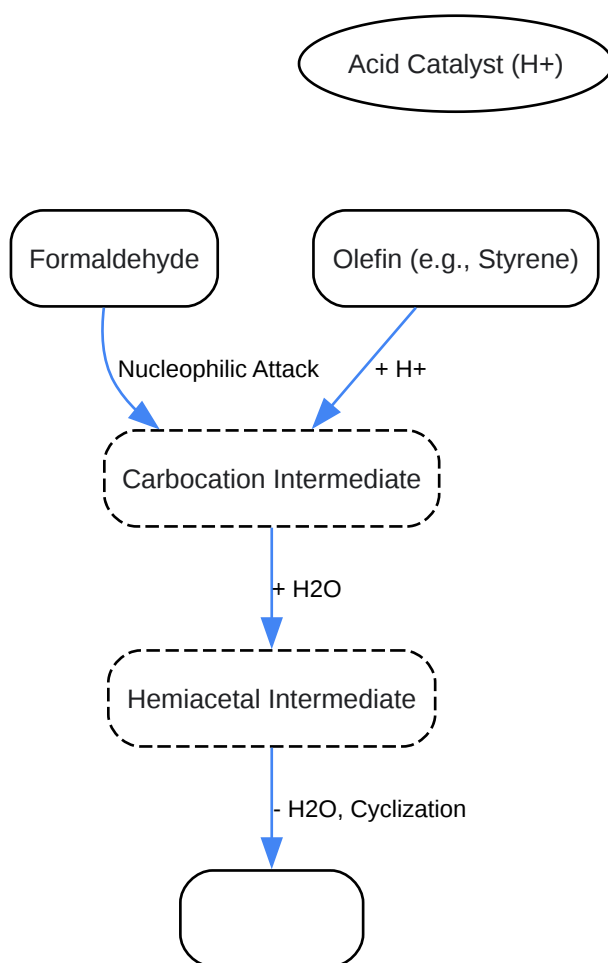 Acid Catalyst (H+)
Formaldehyde
Olefin (e.g., Styrene)
Nucleophilic Attack
+ H+
Carbocation Intermediate
+ H2O
Hemiacetal Intermediate
- H2O, Cyclization